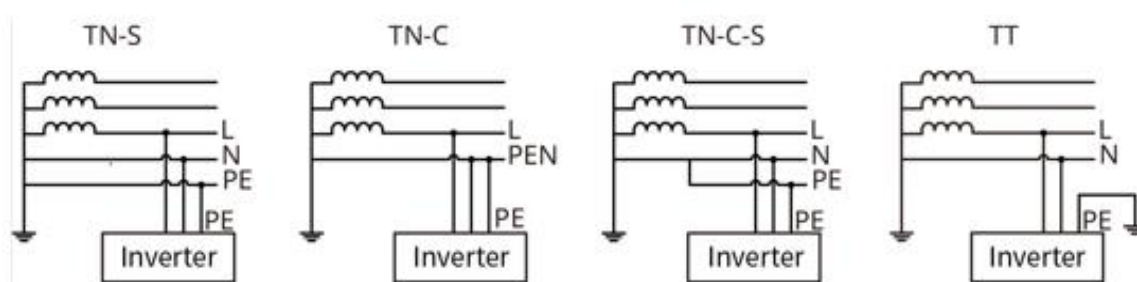 TN-S
TN-C
TN-C-S
TT
L
N
PE
PE
Inverter
L
PEN
PE
Inverter
L
N
PE
PE
Inverter
L
N
PE
Inverter